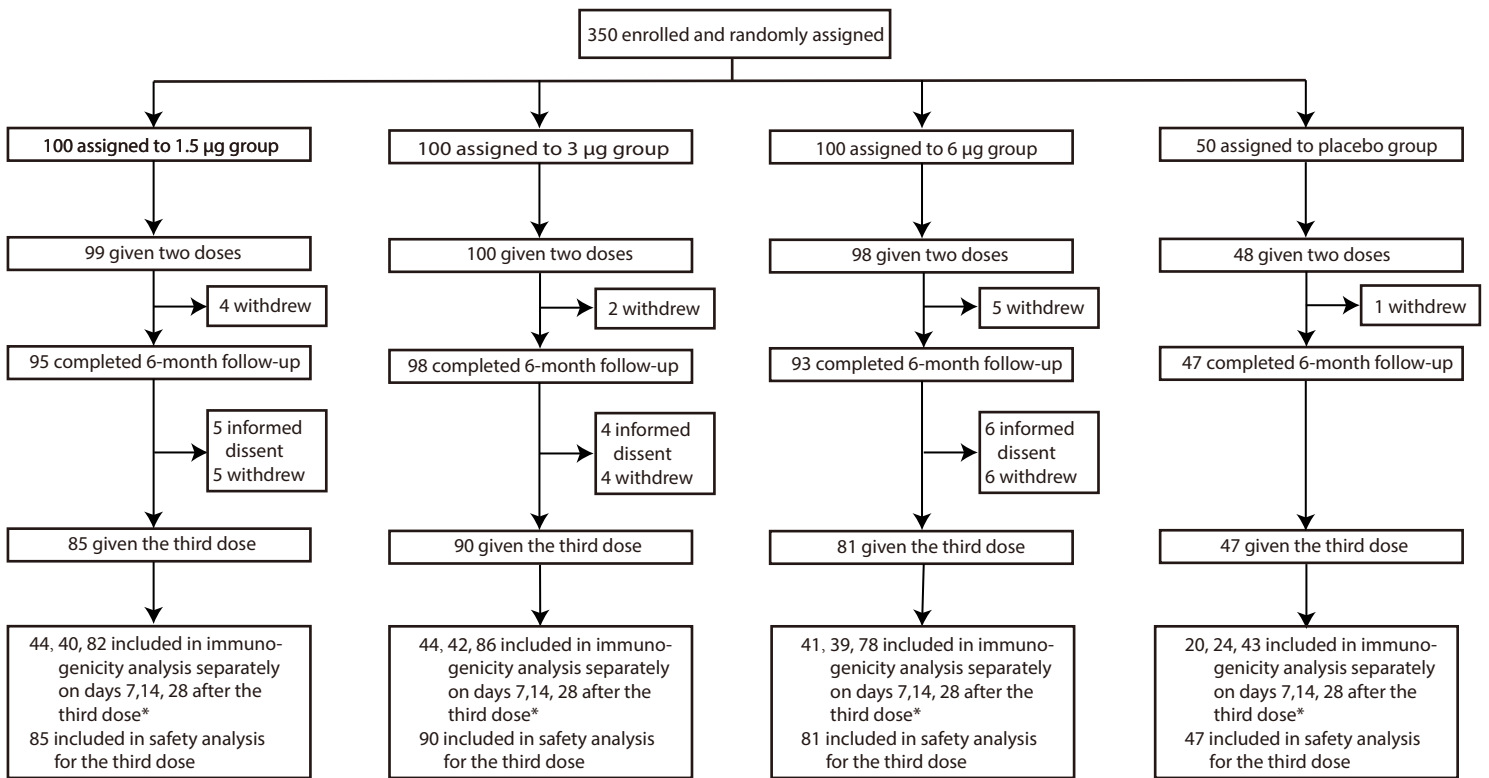 350 enrolled and randomly assigned
100 assigned to 1.5 μg group
100 assigned to 3 μg group
100 assigned to 6 μg group
50 assigned to placebo group
99 given two doses
100 given two doses
98 given two doses
48 given two doses
4 withdrew
2 withdrew
5 withdrew
1 withdrew
95 completed 6-month follow-up
98 completed 6-month follow-up
93 completed 6-month follow-up
47 completed 6-month follow-up
5 informed
dissent
5 withdrew
4 informed
dissent
4 withdrew
6 informed
dissent
6 withdrew
85 given the third dose
90 given the third dose
81 given the third dose
47 given the third dose
44, 40, 82 included in immuno-
genicity analysis separately
on days 7,14, 28 after the
third dose*
85 included in safety analysis
for the third dose
44, 42, 86 included in immuno-
genicity analysis separately
on days 7,14, 28 after the
third dose*
90 included in safety analysis
for the third dose
41, 39, 78 included in immuno-
genicity analysis separately
on days 7,14, 28 after the
third dose*
81 included in safety analysis
for the third dose
20, 24, 43 included in immuno-
genicity analysis separately
on days 7,14, 28 after the
third dose*
47 included in safety analysis
for the third dose